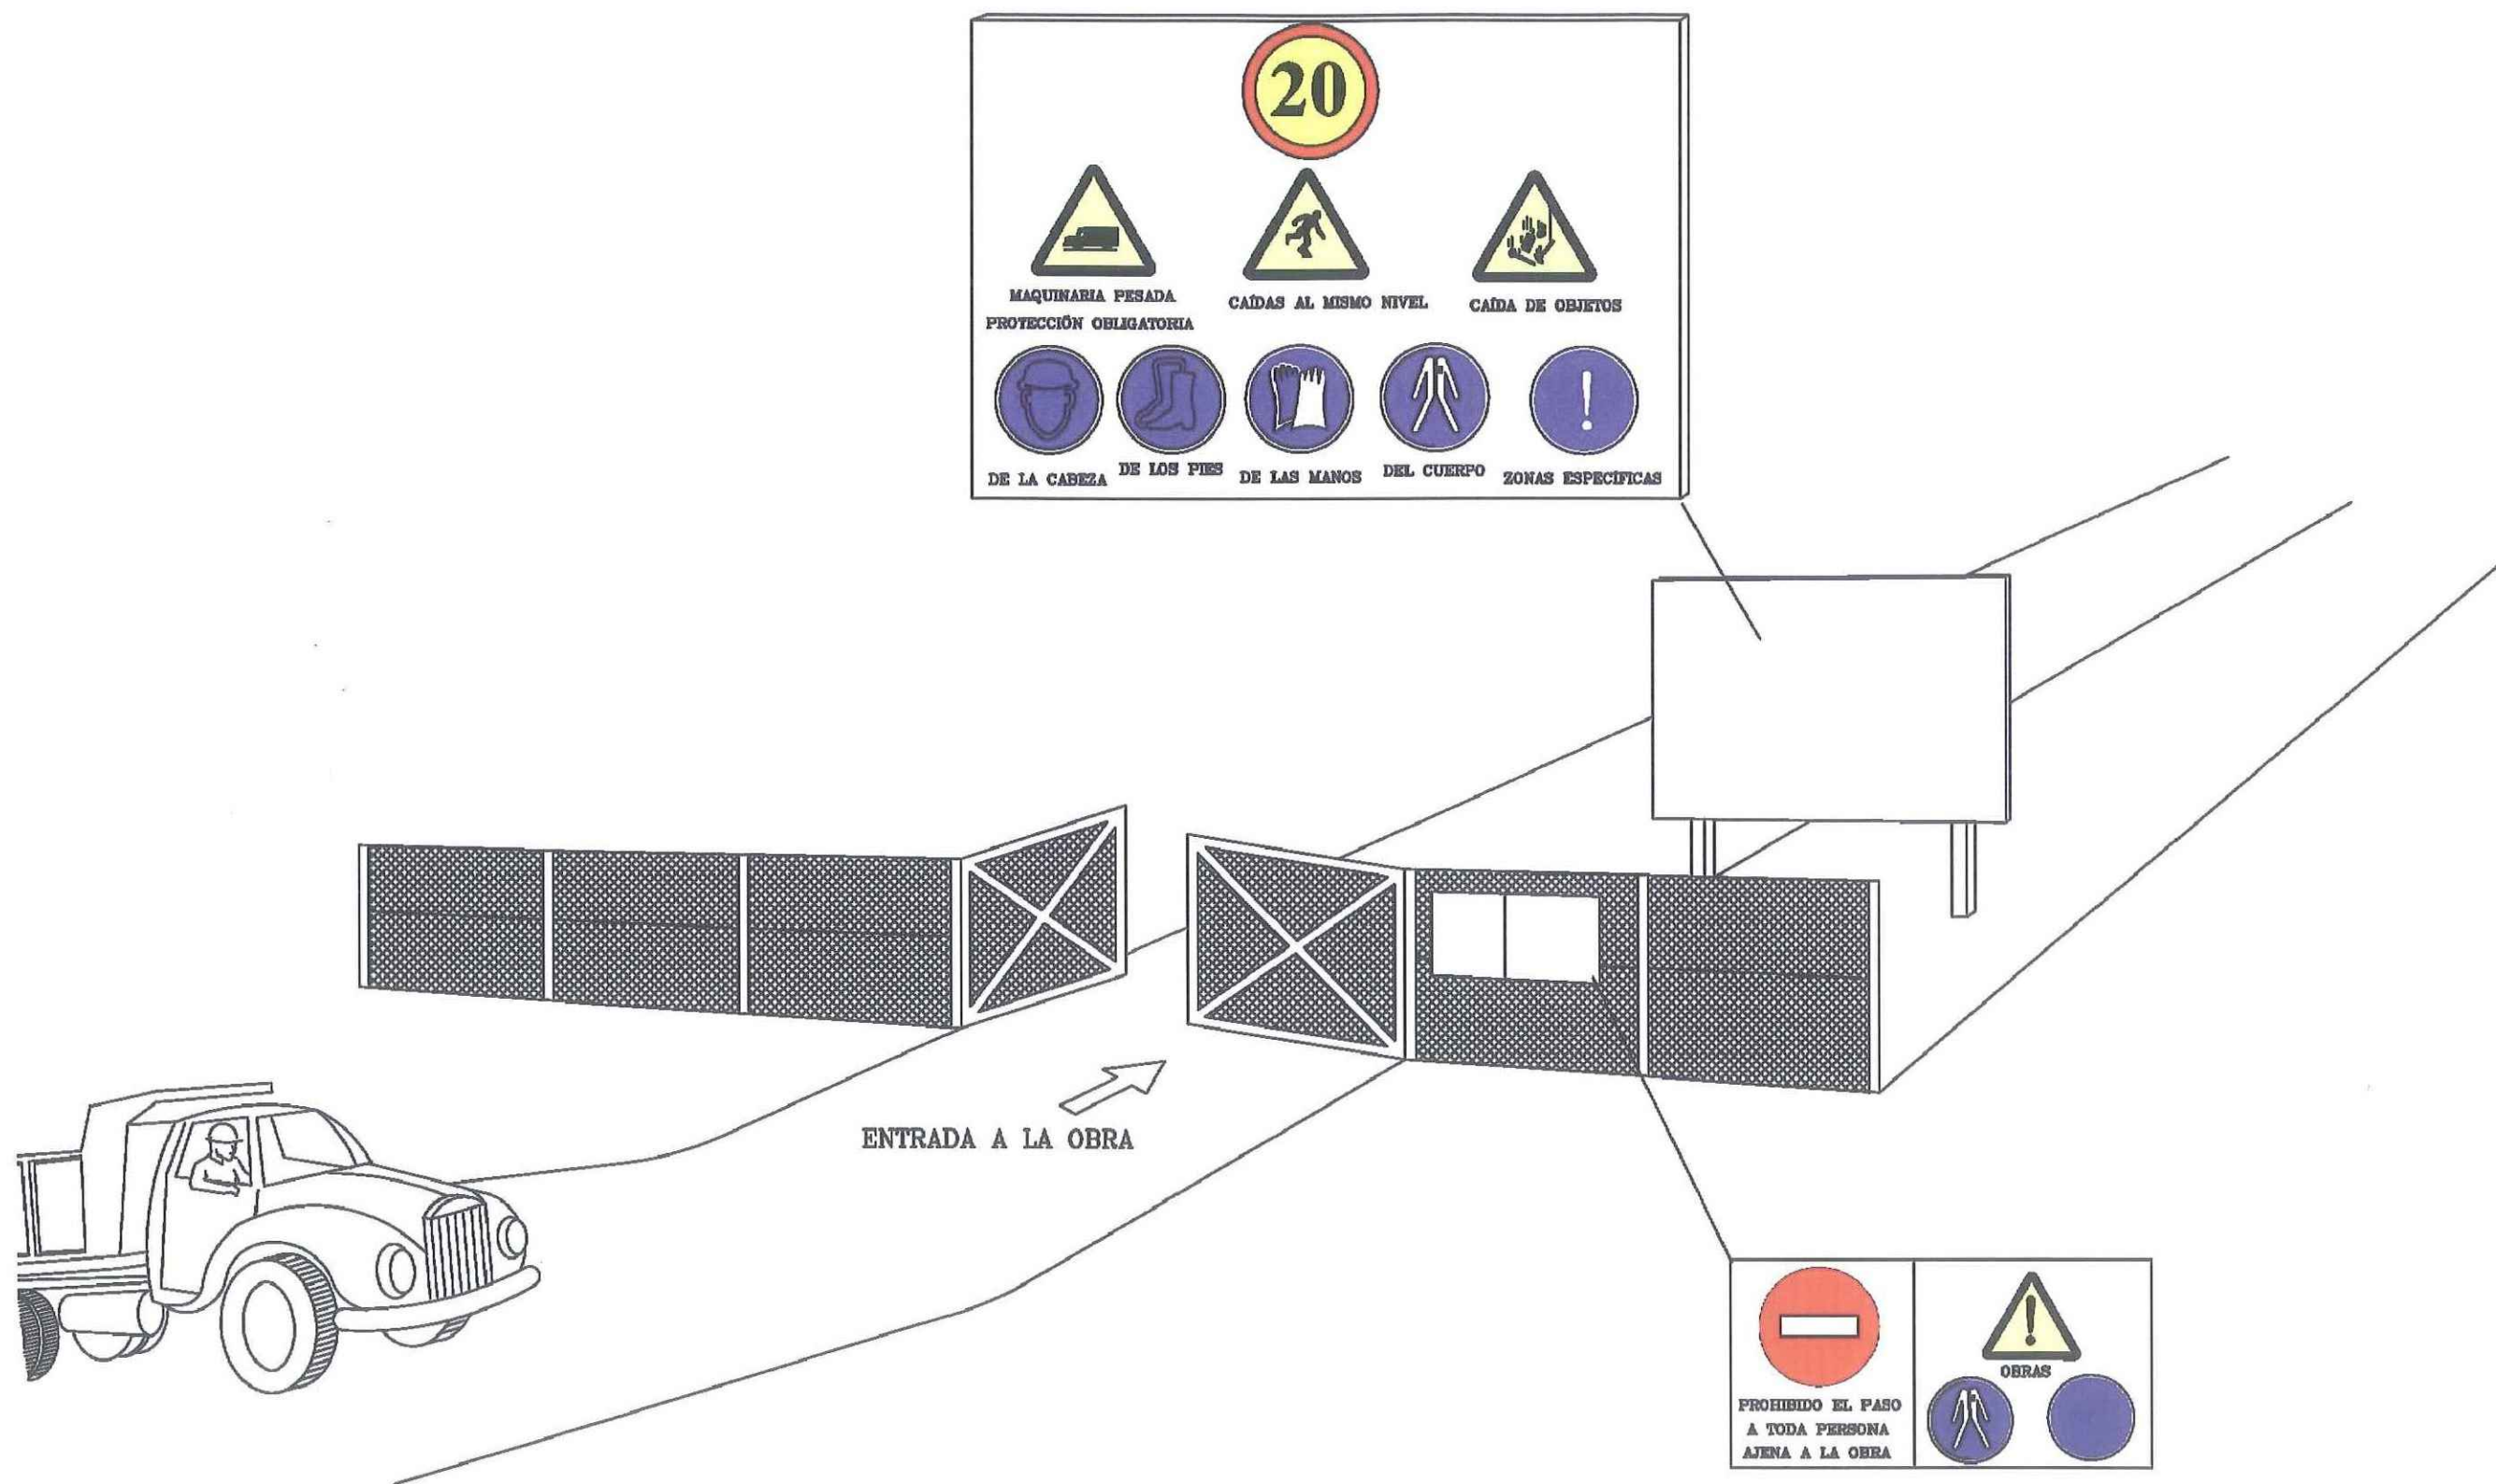 20
MAQUINARIA PESADA
CAÍDAS AL MISMO NIVEL
CAÍDA DE OBJETOS
PROTECCIÓN OBLIGATORIA
DE LA CABEZA
DE LOS PIES
DE LAS MANOS
DEL CUERPO
ZONAS ESPECÍFICAS
ENTRADA A LA OBRA
PROHIBIDO EL PASO
A TODA PERSONA
AJENA A LA OBRA
OBRAS